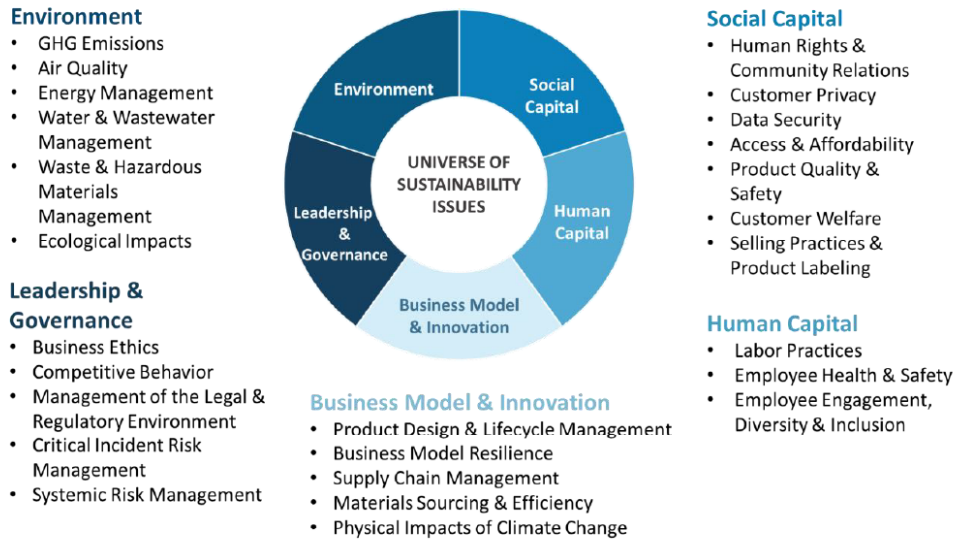 Environment
• GHG Emissions
• Air Quality
• Energy Management
• Water & Wastewater
Management
• Waste & Hazardous
Materials
Management
• Ecological Impacts
Leadership &
Governance
• Business Ethics
• Competitive Behavior
• Management of the Legal &
Regulatory Environment
• Critical Incident Risk
Management
• Systemic Risk Management
Environment
Social
Capital
UNIVERSE OF
SUSTAINABILITY
ISSUES
Leadership
&
Governance
Human
Capital
Business Model
& Innovation
Business Model & Innovation
• Product Design & Lifecycle Management
• Business Model Resilience
• Supply Chain Management
• Materials Sourcing & Efficiency
• Physical Impacts of Climate Change
Social Capital
• Human Rights &
Community Relations
• Customer Privacy
• Data Security
• Access & Affordability
• Product Quality &
Safety
• Customer Welfare
• Selling Practices &
Product Labeling
Human Capital
• Labor Practices
• Employee Health & Safety
• Employee Engagement,
Diversity & Inclusion